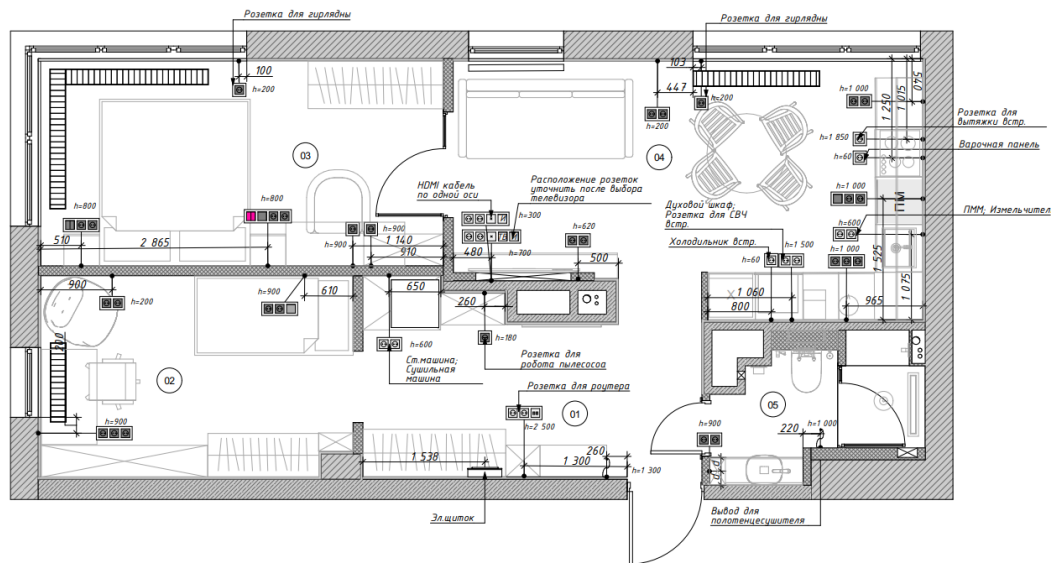 Розетка для гирлядны
Розетка для гирлядны
100
h=200
103
447
h=200
h=200
h=1 000
1 250
1 015
540
Розетка для
вытяжки встр.
h=1 850
h=60
Варочная панель
03
04
HDMI кабель
по одной оси
Расположение розеток
уточнить после выбора
телевизора
Духовой шкаф;
Розетка для СВЧ
встр.
h=1 000
ПМ
h=800
h=800
h=300
h=600
ПММ; Измельчител
510
2 865
h=900
h=900
1 140
910
h=700
480
h=620
500
Холодильник встр.
h=60
h=1 500
h=1 000
1 525
900
h=200
h=900
610
650
260
1 060
800
965
1 075
200
h=600
h=180
Ст.машина;
Сушильная
машина
Розетка для
робота пылесоса
02
Розетка для роутера
01
05
h=900
h=2 500
h=900
220
h=1 000
1 538
1 300
260
h=1 300
d
d
Эл.щиток
Вывод для
полотенцесушителя